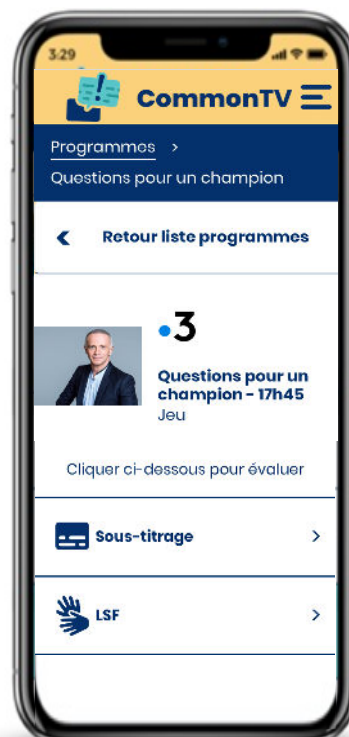 3:29
CommonTV
Programmes >
Questions pour un champion
Retour liste programmes
3
Questions pour un
champion - 17h45
Jeu
Cliquer ci-dessous pour évaluer
Sous-titrage
LSF